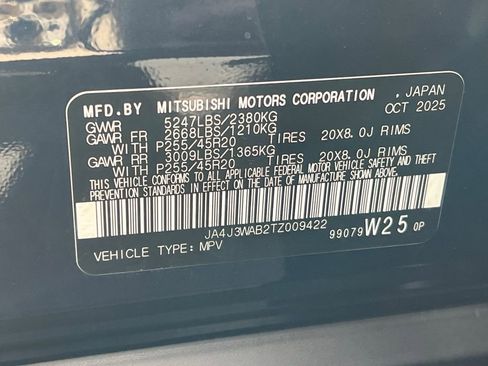 MFD.BY MITSUBISHI MOTORS CORPORATION , JAPAN
GVWR 5247LBS/2380KG OCT 2025
GAWR FR 2668LBS/1210KG TIRES 20X8.0J RIMS
WITH P255/45R20
GAWR RR 3009LBS/1365KG TIRES 20X8.0J RIMS
WITH P255/45R20
THIS VEHICLE CONFORMS TO ALL APPLICABLE FEDERAL MOTOR VEHICLE SAFETY AND THEFT
PREVENTION STANDARDS IN EFFECT ON THE DATE OF MANUFACTURE SHOWN ABOVE.
JA4J3WAB2TZ009422
VEHICLE TYPE: MPV 99079 W25 0P